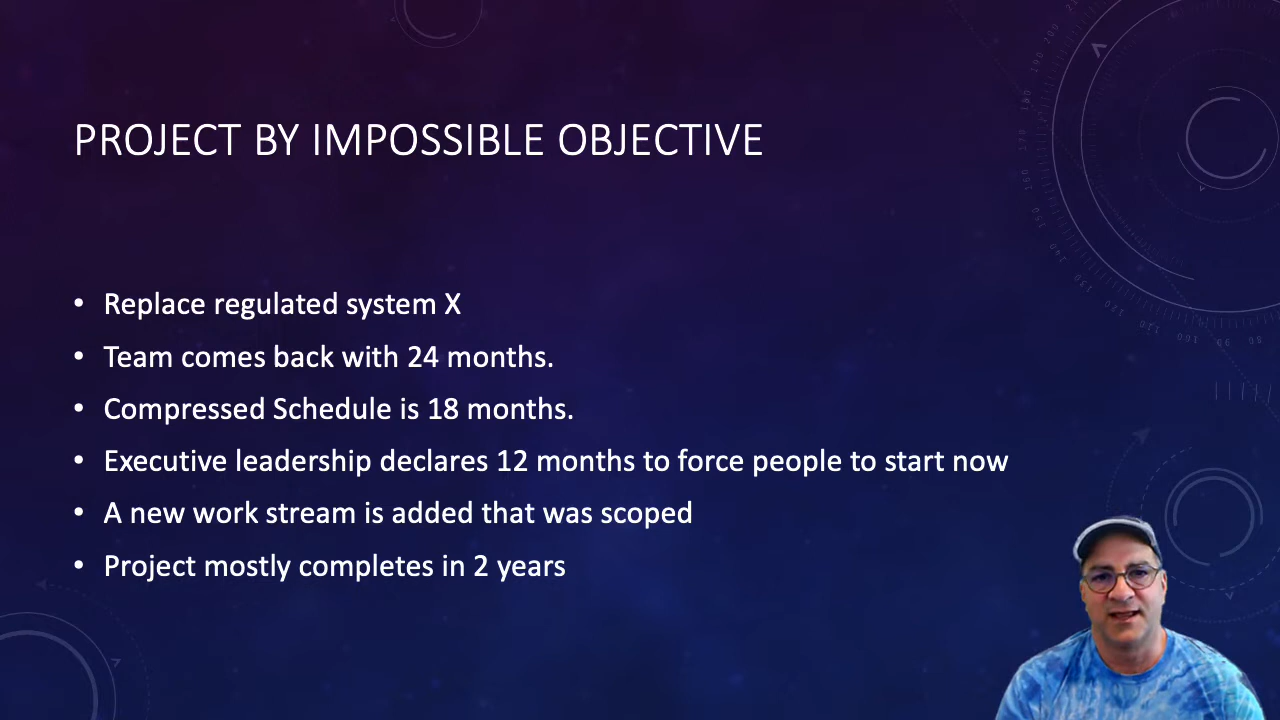 PROJECT BY IMPOSSIBLE OBJECTIVE
• Replace regulated system X
• Team comes back with 24 months.
• Compressed Schedule is 18 months.
• Executive leadership declares 12 months to force people to start now
• A new work stream is added that was scoped
• Project mostly completes in 2 years